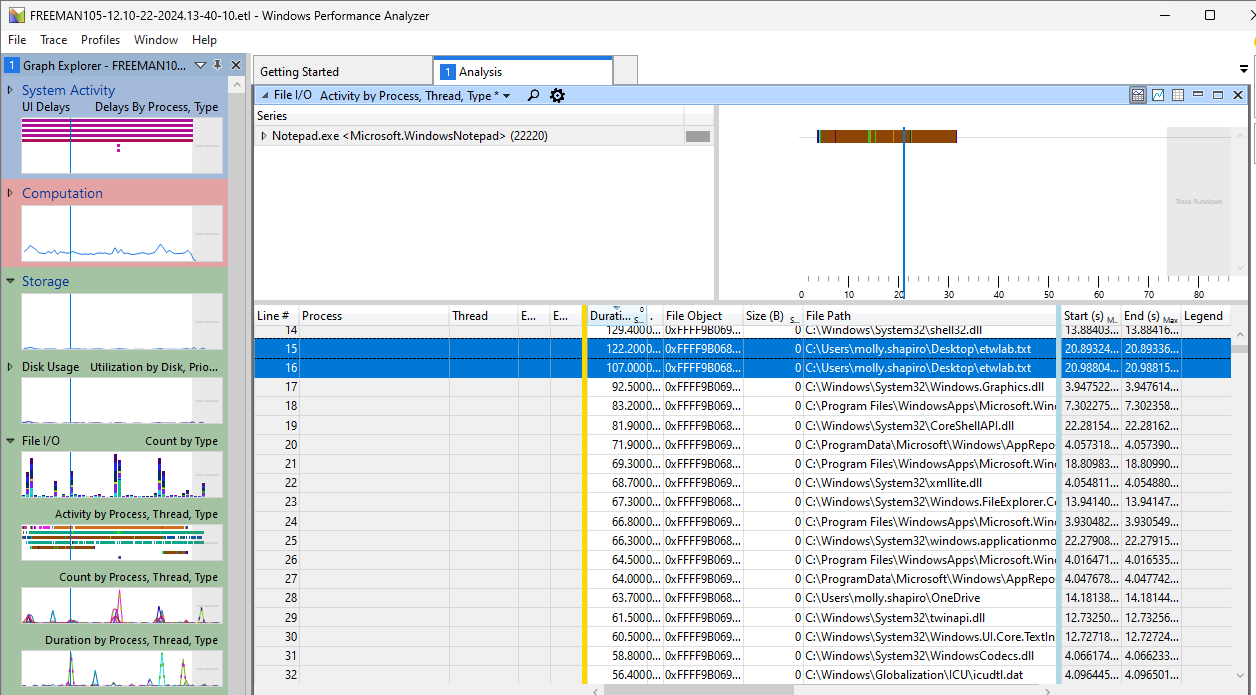 FREEMAN105-12.10-22-2024.13-40-10.etl - Windows Performance Analyzer
File Trace Profiles Window Help
1 Graph Explorer - FREEMAN10...
System Activity
UI Delays Delays By Process, Type
Computation
Storage
Disk Usage Utilization by Disk, Prio...
File I/O Count by Type
Activity by Process, Thread, Type
Count by Process, Thread, Type
Duration by Process, Thread, Type
Getting Started 1 Analysis
File I/O Activity by Process, Thread, Type *
Series
Notepad.exe <Microsoft.WindowsNotepad> (22220)
Trace Rundown
0 10 20 30 40 50 60 70 80
Line # Process Thread E... E... Durati... S... 0 . File Object Size (B) S... File Path Start (s) M... End (s) Max Legend
14 129.4000... 0xFFFF9B069... 0 C:\Windows\System32\shell32.dll 13.88403... 13.88416...
15 122.2000... 0xFFFF9B068... 0 C:\Users\molly.shapiro\Desktop\etwlab.txt 20.89324... 20.89336...
16 107.0000... 0xFFFF9B068... 0 C:\Users\molly.shapiro\Desktop\etwlab.txt 20.98804... 20.98815...
17 92.5000... 0xFFFF9B069... 0 C:\Windows\System32\Windows.Graphics.dll 3.947522... 3.947614...
18 83.2000... 0xFFFF9B069... 0 C:\Program Files\WindowsApps\Microsoft.Win 7.302275... 7.302358...
19 81.9000... 0xFFFF9B069... 0 C:\Windows\System32\CoreShellAPI.dll 22.28154... 22.28162...
20 71.9000... 0xFFFF9B069... 0 C:\ProgramData\Microsoft\Windows\AppRepo 4.057318... 4.057390...
21 69.3000... 0xFFFF9B068... 0 C:\Program Files\WindowsApps\Microsoft.Win 18.80983... 18.80990...
22 68.7000... 0xFFFF9B069... 0 C:\Windows\System32\xmllite.dll 4.054811... 4.054880...
23 67.3000... 0xFFFF9B068... 0 C:\Windows\System32\Windows.FileExplorer.Co 13.94140... 13.94147...
24 66.8000... 0xFFFF9B069... 0 C:\Program Files\WindowsApps\Microsoft.Win 3.930482... 3.930549...
25 66.3000... 0xFFFF9B068... 0 C:\Windows\System32\windows.applicationmo 22.27908... 22.27915...
26 64.5000... 0xFFFF9B069... 0 C:\Program Files\WindowsApps\Microsoft.Win 4.016471... 4.016535...
27 64.0000... 0xFFFF9B069... 0 C:\ProgramData\Microsoft\Windows\AppRepo 4.047678... 4.047742...
28 63.7000... 0xFFFF9B069... 0 C:\Users\molly.shapiro\OneDrive 14.18138... 14.18144...
29 61.5000... 0xFFFF9B069... 0 C:\Windows\System32\twinapi.dll 12.73250... 12.73256...
30 60.5000... 0xFFFF9B069... 0 C:\Windows\System32\Windows.UI.Core.TextIn 12.72718... 12.72724...
31 58.8000... 0xFFFF9B069... 0 C:\Windows\System32\WindowsCodecs.dll 4.066174... 4.066233...
32 56.4000... 0xFFFF9B069... 0 C:\Windows\Globalization\ICU\icudtl.dat 4.096445... 4.096501...